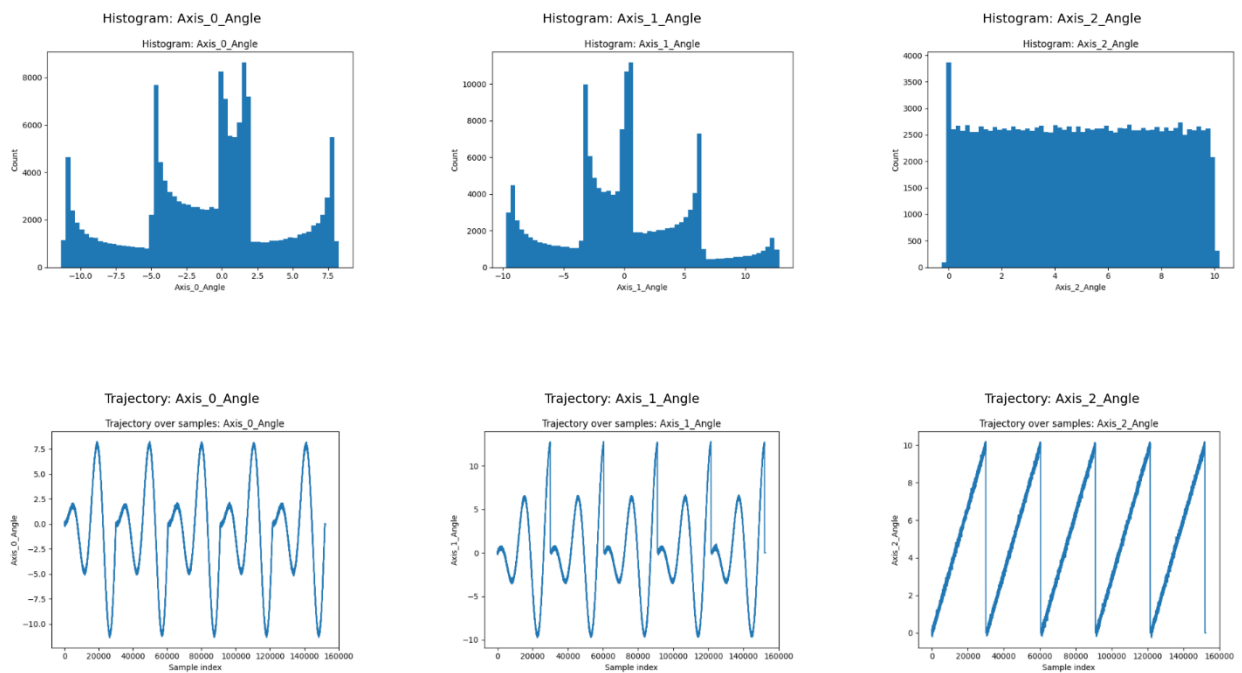 Histogram: Axis_0_Angle
Histogram: Axis_0_Angle
8000
6000
4000
2000
0
Count
−10.0 −7.5 −5.0 −2.5 0.0 2.5 5.0 7.5
Axis_0_Angle
Histogram: Axis_1_Angle
Histogram: Axis_1_Angle
10000
8000
6000
4000
2000
0
Count
−10 −5 0 5 10
Axis_1_Angle
Histogram: Axis_2_Angle
Histogram: Axis_2_Angle
4000
3500
3000
2500
2000
1500
1000
500
0
Count
0 2 4 6 8 10
Axis_2_Angle
Trajectory: Axis_0_Angle
Trajectory over samples: Axis_0_Angle
7.5
5.0
2.5
0.0
−2.5
−5.0
−7.5
−10.0
Axis_0_Angle
0 20000 40000 60000 80000 100000 120000 140000 160000
Sample index
Trajectory: Axis_1_Angle
Trajectory over samples: Axis_1_Angle
10
5
0
−5
−10
Axis_1_Angle
0 20000 40000 60000 80000 100000 120000 140000 160000
Sample index
Trajectory: Axis_2_Angle
Trajectory over samples: Axis_2_Angle
10
8
6
4
2
0
Axis_2_Angle
0 20000 40000 60000 80000 100000 120000 140000 160000
Sample index